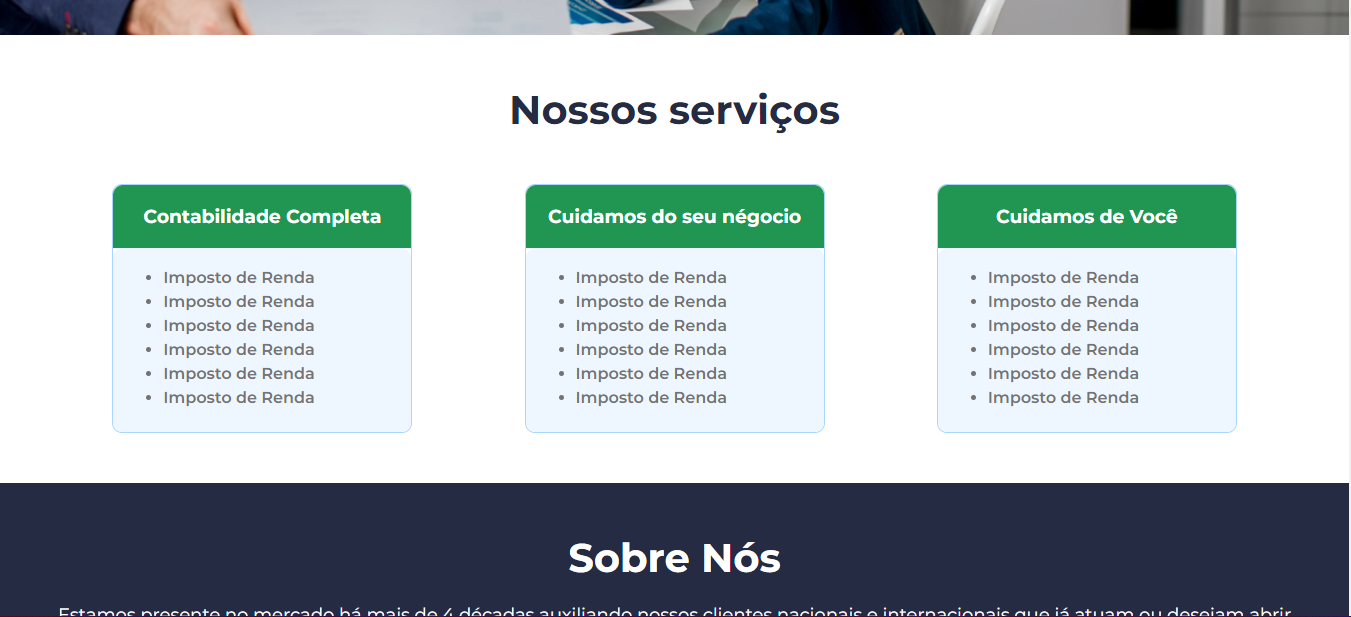 Nossos serviços
Contabilidade Completa
Imposto de Renda
Imposto de Renda
Imposto de Renda
Imposto de Renda
Imposto de Renda
Imposto de Renda
Cuidamos do seu négocio
Imposto de Renda
Imposto de Renda
Imposto de Renda
Imposto de Renda
Imposto de Renda
Imposto de Renda
Cuidamos de Você
Imposto de Renda
Imposto de Renda
Imposto de Renda
Imposto de Renda
Imposto de Renda
Imposto de Renda
Sobre Nós
Estamos presente no mercado há mais de 4 décadas auxiliando nossos clientes nacionais e internacionais que já atuam ou desejam abrir